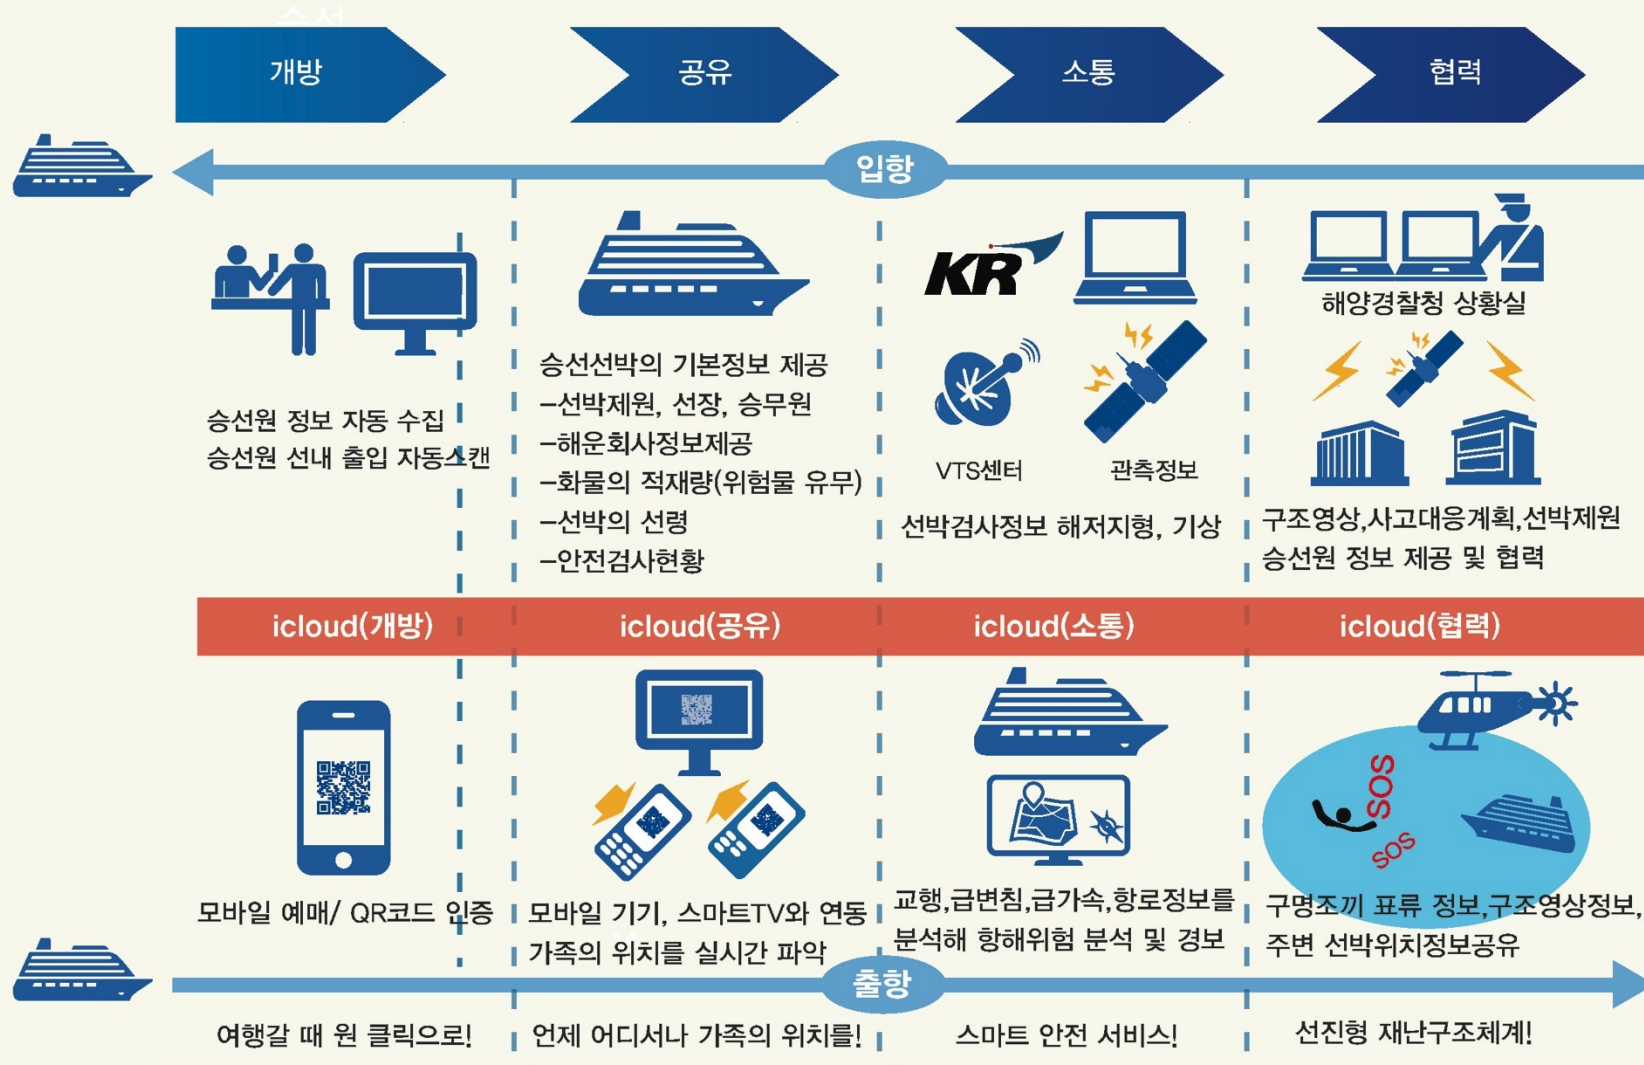 승선
개방
공유
소통
협력
입항
KR
해양경찰청 상황실
승선원 정보 자동 수집
승선원 선내 출입 자동스캔
승선선박의 기본정보 제공
–선박제원, 선장, 승무원
–해운회사정보제공
–화물의 적재량(위험물 유무)
–선박의 선령
–안전검사현황
VTS센터
관측정보
선박검사정보 해저지형, 기상
구조영상,사고대응계획,선박제원
승선원 정보 제공 및 협력
icloud(개방)
icloud(공유)
icloud(소통)
icloud(협력)
SOS
SOS
모바일 예매/ QR코드 인증
모바일 기기, 스마트TV와 연동
가족의 위치를 실시간 파악
교행,급변침,급가속,항로정보를
분석해 항해위험 분석 및 경보
구명조끼 표류 정보,구조영상정보,
주변 선박위치정보공유
출항
여행갈 때 원 클릭으로!
언제 어디서나 가족의 위치를!
스마트 안전 서비스!
선진형 재난구조체계!